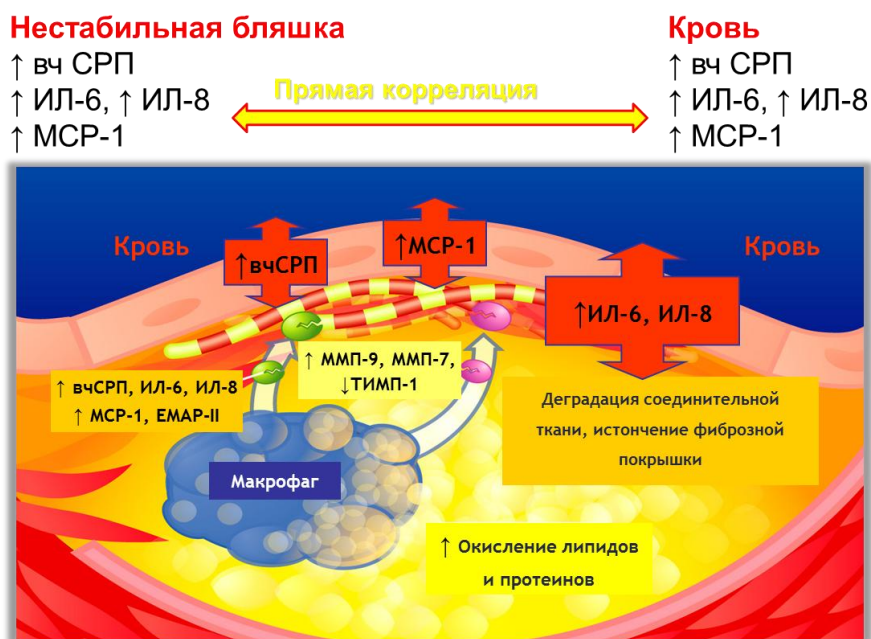 Нестабильная бляшка
↑ вч СРП
↑ ИЛ-6, ↑ ИЛ-8
↑ МСР-1
Прямая корреляция
Кровь
↑ вч СРП
↑ ИЛ-6, ↑ ИЛ-8
↑ МСР-1
Кровь
↑вчСРП
↑МСР-1
↑ИЛ-6, ИЛ-8
Кровь
↑ вчСРП, ИЛ-6, ИЛ-8
↑ МСР-1, ЕМАР-II
↑ ММП-9, ММП-7,
↓ТИМП-1
Деградация соединительной
ткани, истончение фиброзной
покрышки
Макрофаг
↑ Окисление липидов
и протеинов